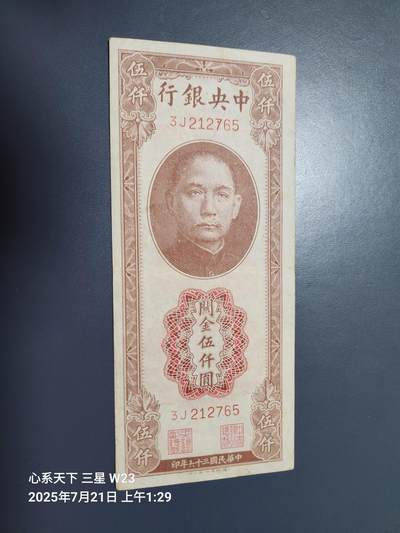 伍仟
伍仟
中央銀行
3J212765
關金伍仟圓
3J212765
伍仟
伍仟
中華民國三十六年印
心系天下 三星 W23
2025年7月21日 上午1:29